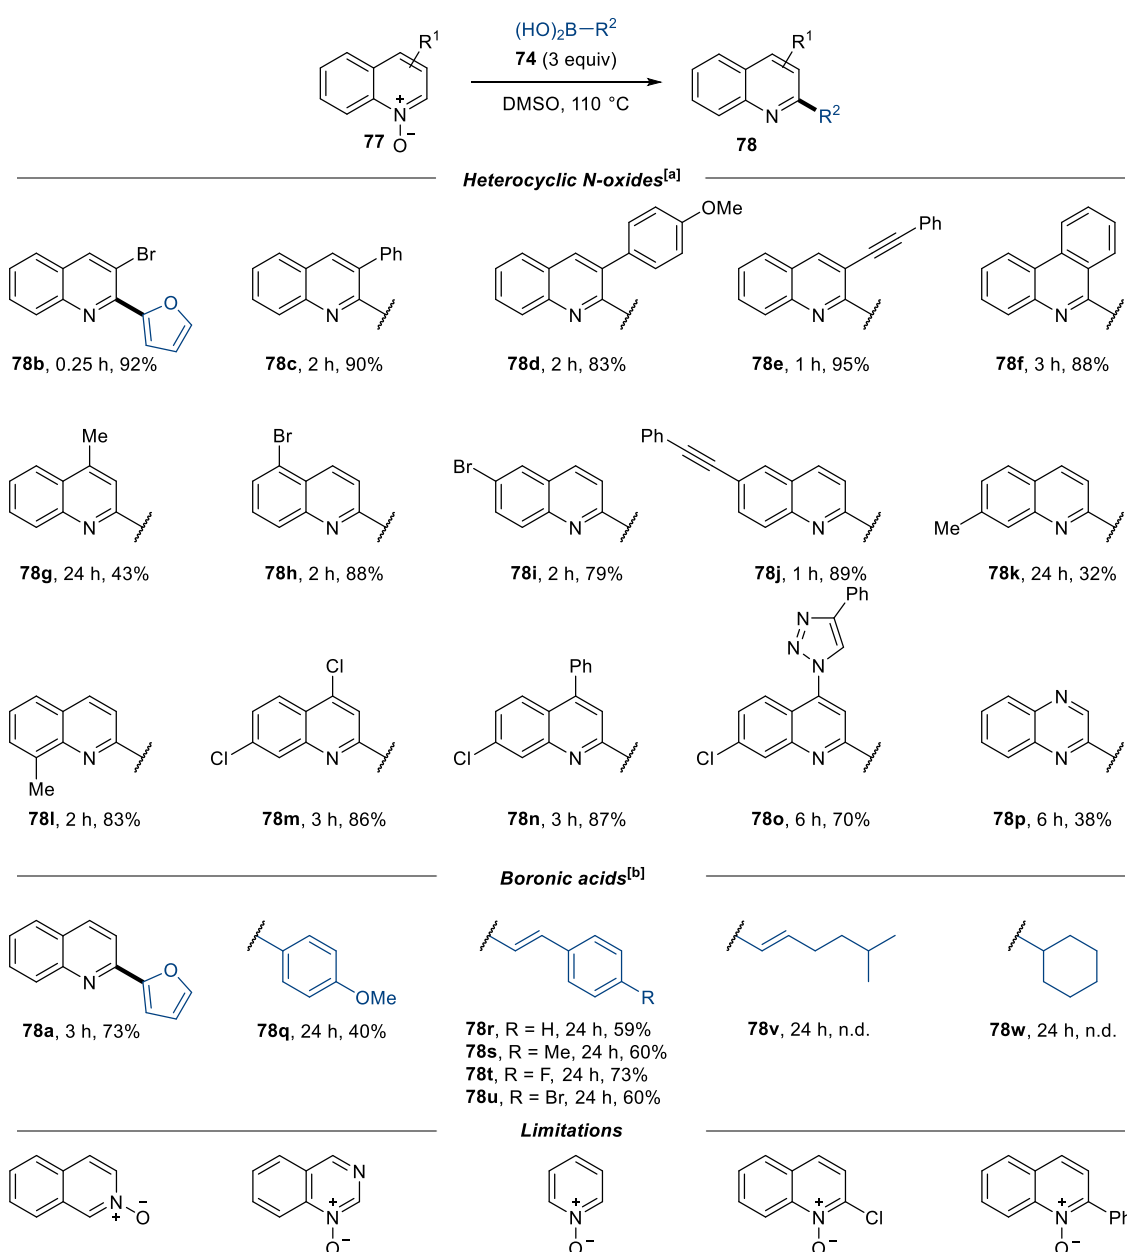 R1
(HO)2B–R2
74 (3 equiv)
DMSO, 110 °C
N
+
O
−
77
R1
N
R2
78
Heterocyclic N-oxides[a]
Br
N
O
78b, 0.25 h, 92%
Ph
N
78c, 2 h, 90%
OMe
N
78d, 2 h, 83%
Ph
N
78e, 1 h, 95%
N
78f, 3 h, 88%
Me
N
78g, 24 h, 43%
Br
N
78h, 2 h, 88%
Br
N
78i, 2 h, 79%
Ph
N
78j, 1 h, 89%
Me
N
78k, 24 h, 32%
N
Me
78l, 2 h, 83%
Cl
Cl
N
78m, 3 h, 86%
Ph
Cl
N
78n, 3 h, 87%
Ph
N
N
N
Cl
N
78o, 6 h, 70%
N
N
78p, 6 h, 38%
Boronic acids[b]
N
O
78a, 3 h, 73%
OMe
78q, 24 h, 40%
R
78r, R = H, 24 h, 59%
78s, R = Me, 24 h, 60%
78t, R = F, 24 h, 73%
78u, R = Br, 24 h, 60%
78v, 24 h, n.d.
78w, 24 h, n.d.
Limitations
N
+
O
−
N
N
+
O
−
N
+
O
−
N
+
Cl
O
−
N
+
Ph
O
−